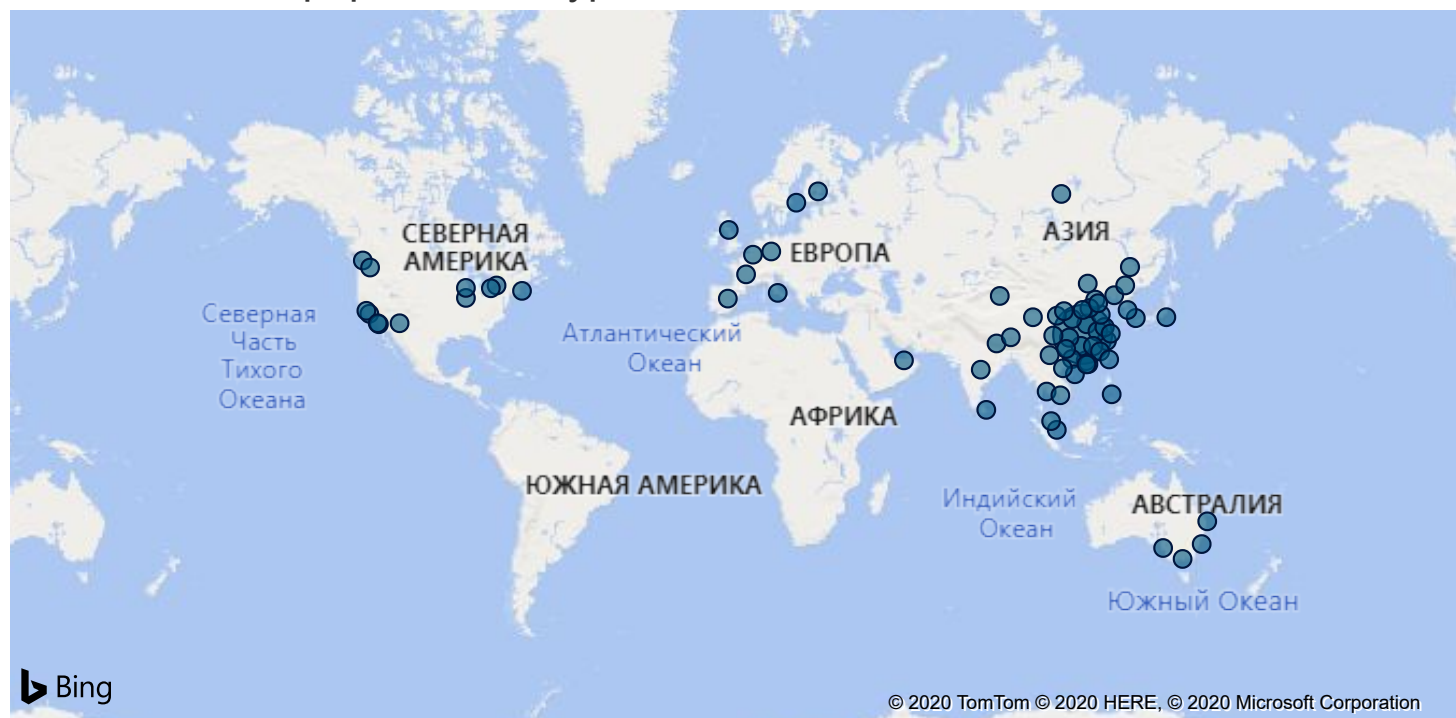 СЕВЕРНАЯ
АМЕРИКА
АЗИЯ
ЕВРОПА
Северная
Часть
Тихого
Океана
Атлантический
Океан
АФРИКА
ЮЖНАЯ АМЕРИКА
Индийский
Океан
АВСТРАЛИЯ
Южный Океан
Bing
© 2020 TomTom © 2020 HERE, © 2020 Microsoft Corporation